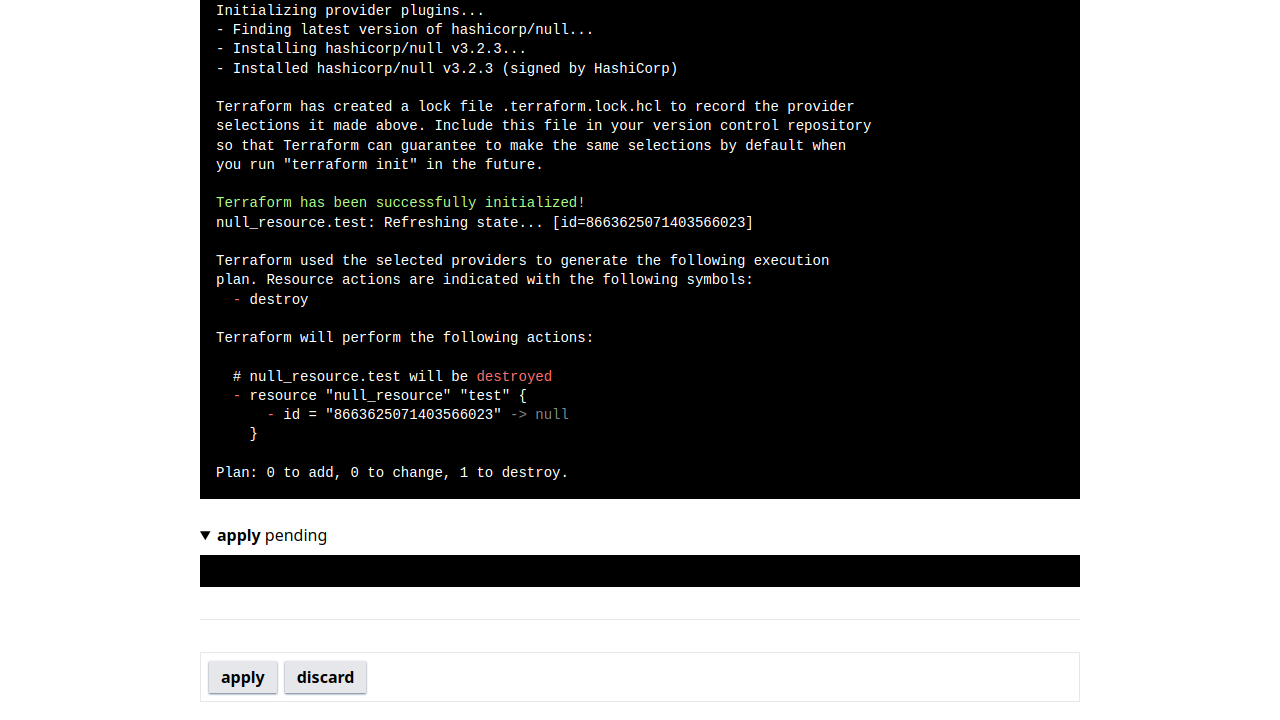 Initializing provider plugins...
- Finding latest version of hashicorp/null...
- Installing hashicorp/null v3.2.3...
- Installed hashicorp/null v3.2.3 (signed by HashiCorp)
Terraform has created a lock file .terraform.lock.hcl to record the provider
selections it made above. Include this file in your version control repository
so that Terraform can guarantee to make the same selections by default when
you run "terraform init" in the future.
Terraform has been successfully initialized!
null_resource.test: Refreshing state... [id=8663625071403566023]
Terraform used the selected providers to generate the following execution
plan. Resource actions are indicated with the following symbols:
- destroy
Terraform will perform the following actions:
# null_resource.test will be destroyed
- resource "null_resource" "test" {
- id = "8663625071403566023" -> null
}
Plan: 0 to add, 0 to change, 1 to destroy.
▼ apply pending
apply discard